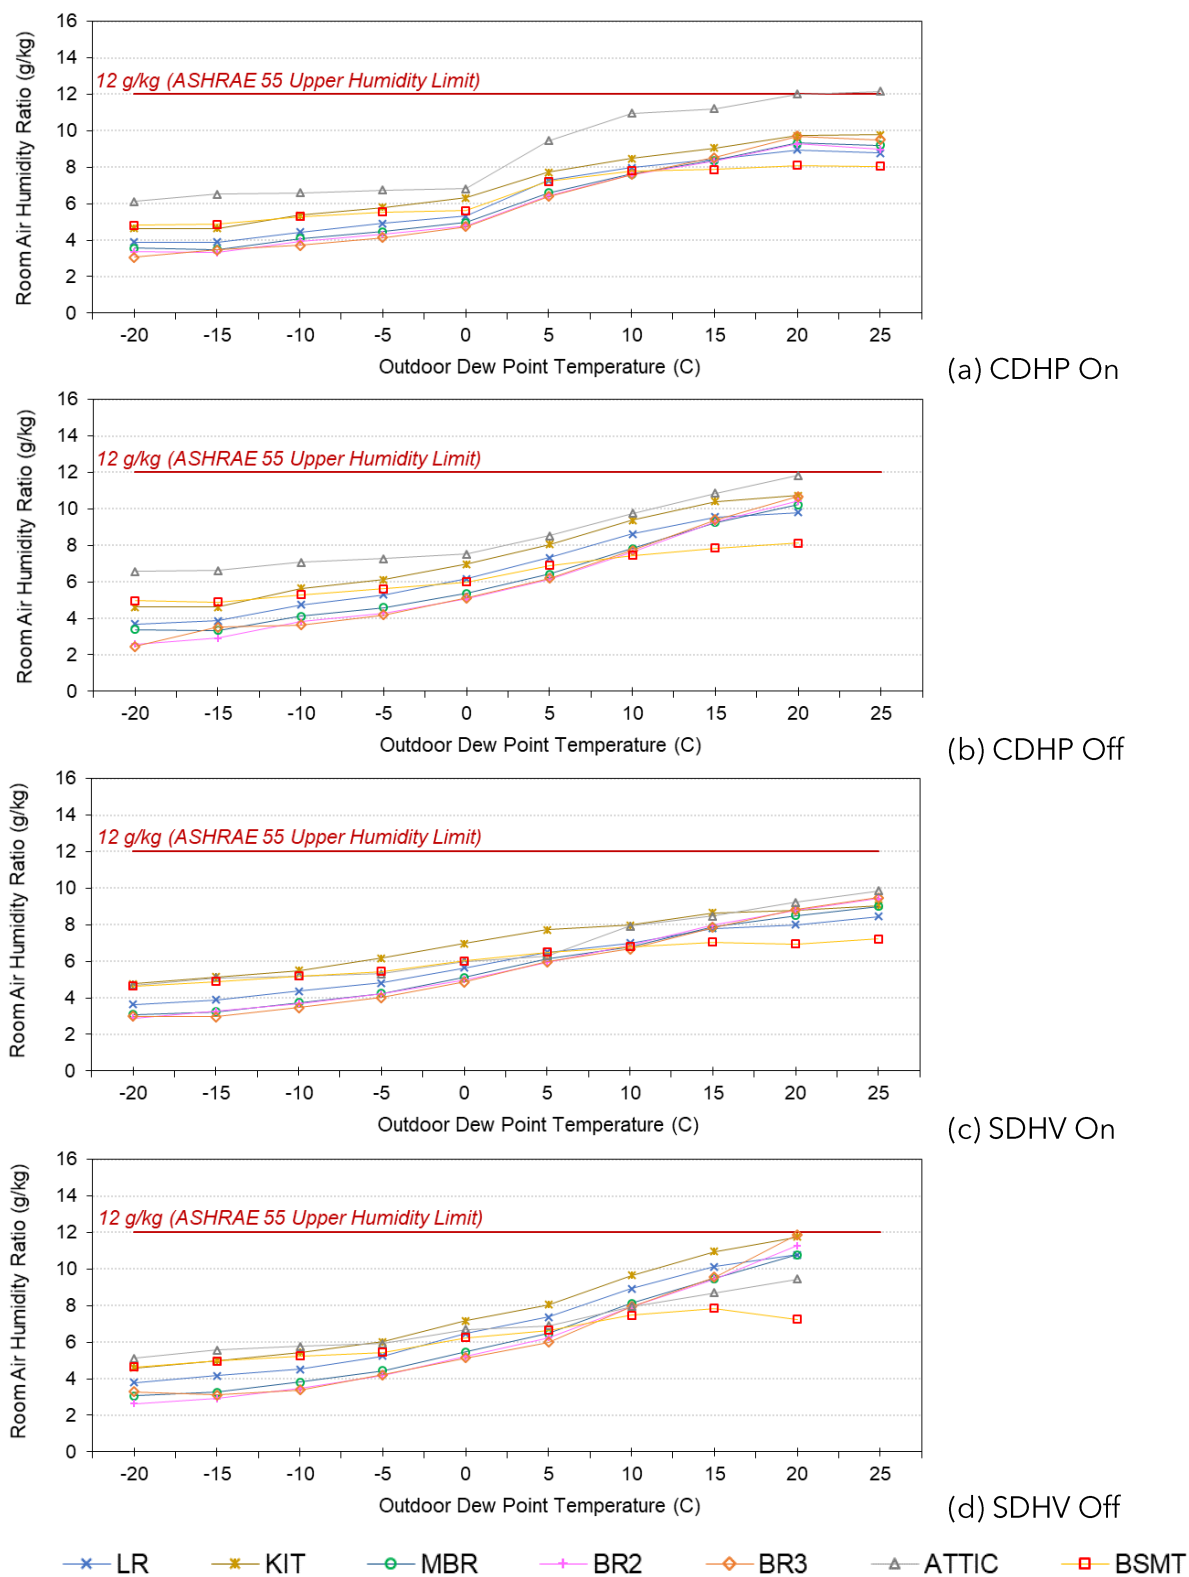 Room Air Humidity Ratio (g/kg)
16
14
12
10
8
6
4
2
0
12 g/kg (ASHRAE 55 Upper Humidity Limit)
-20 -15 -10 -5 0 5 10 15 20 25
Outdoor Dew Point Temperature (C)
(a) CDHP On
Room Air Humidity Ratio (g/kg)
16
14
12
10
8
6
4
2
0
12 g/kg (ASHRAE 55 Upper Humidity Limit)
-20 -15 -10 -5 0 5 10 15 20 25
Outdoor Dew Point Temperature (C)
(b) CDHP Off
Room Air Humidity Ratio (g/kg)
16
14
12
10
8
6
4
2
0
12 g/kg (ASHRAE 55 Upper Humidity Limit)
-20 -15 -10 -5 0 5 10 15 20 25
Outdoor Dew Point Temperature (C)
(c) SDHV On
Room Air Humidity Ratio (g/kg)
16
14
12
10
8
6
4
2
0
12 g/kg (ASHRAE 55 Upper Humidity Limit)
-20 -15 -10 -5 0 5 10 15 20 25
Outdoor Dew Point Temperature (C)
(d) SDHV Off
LR KIT MBR BR2 BR3 ATTIC BSMT